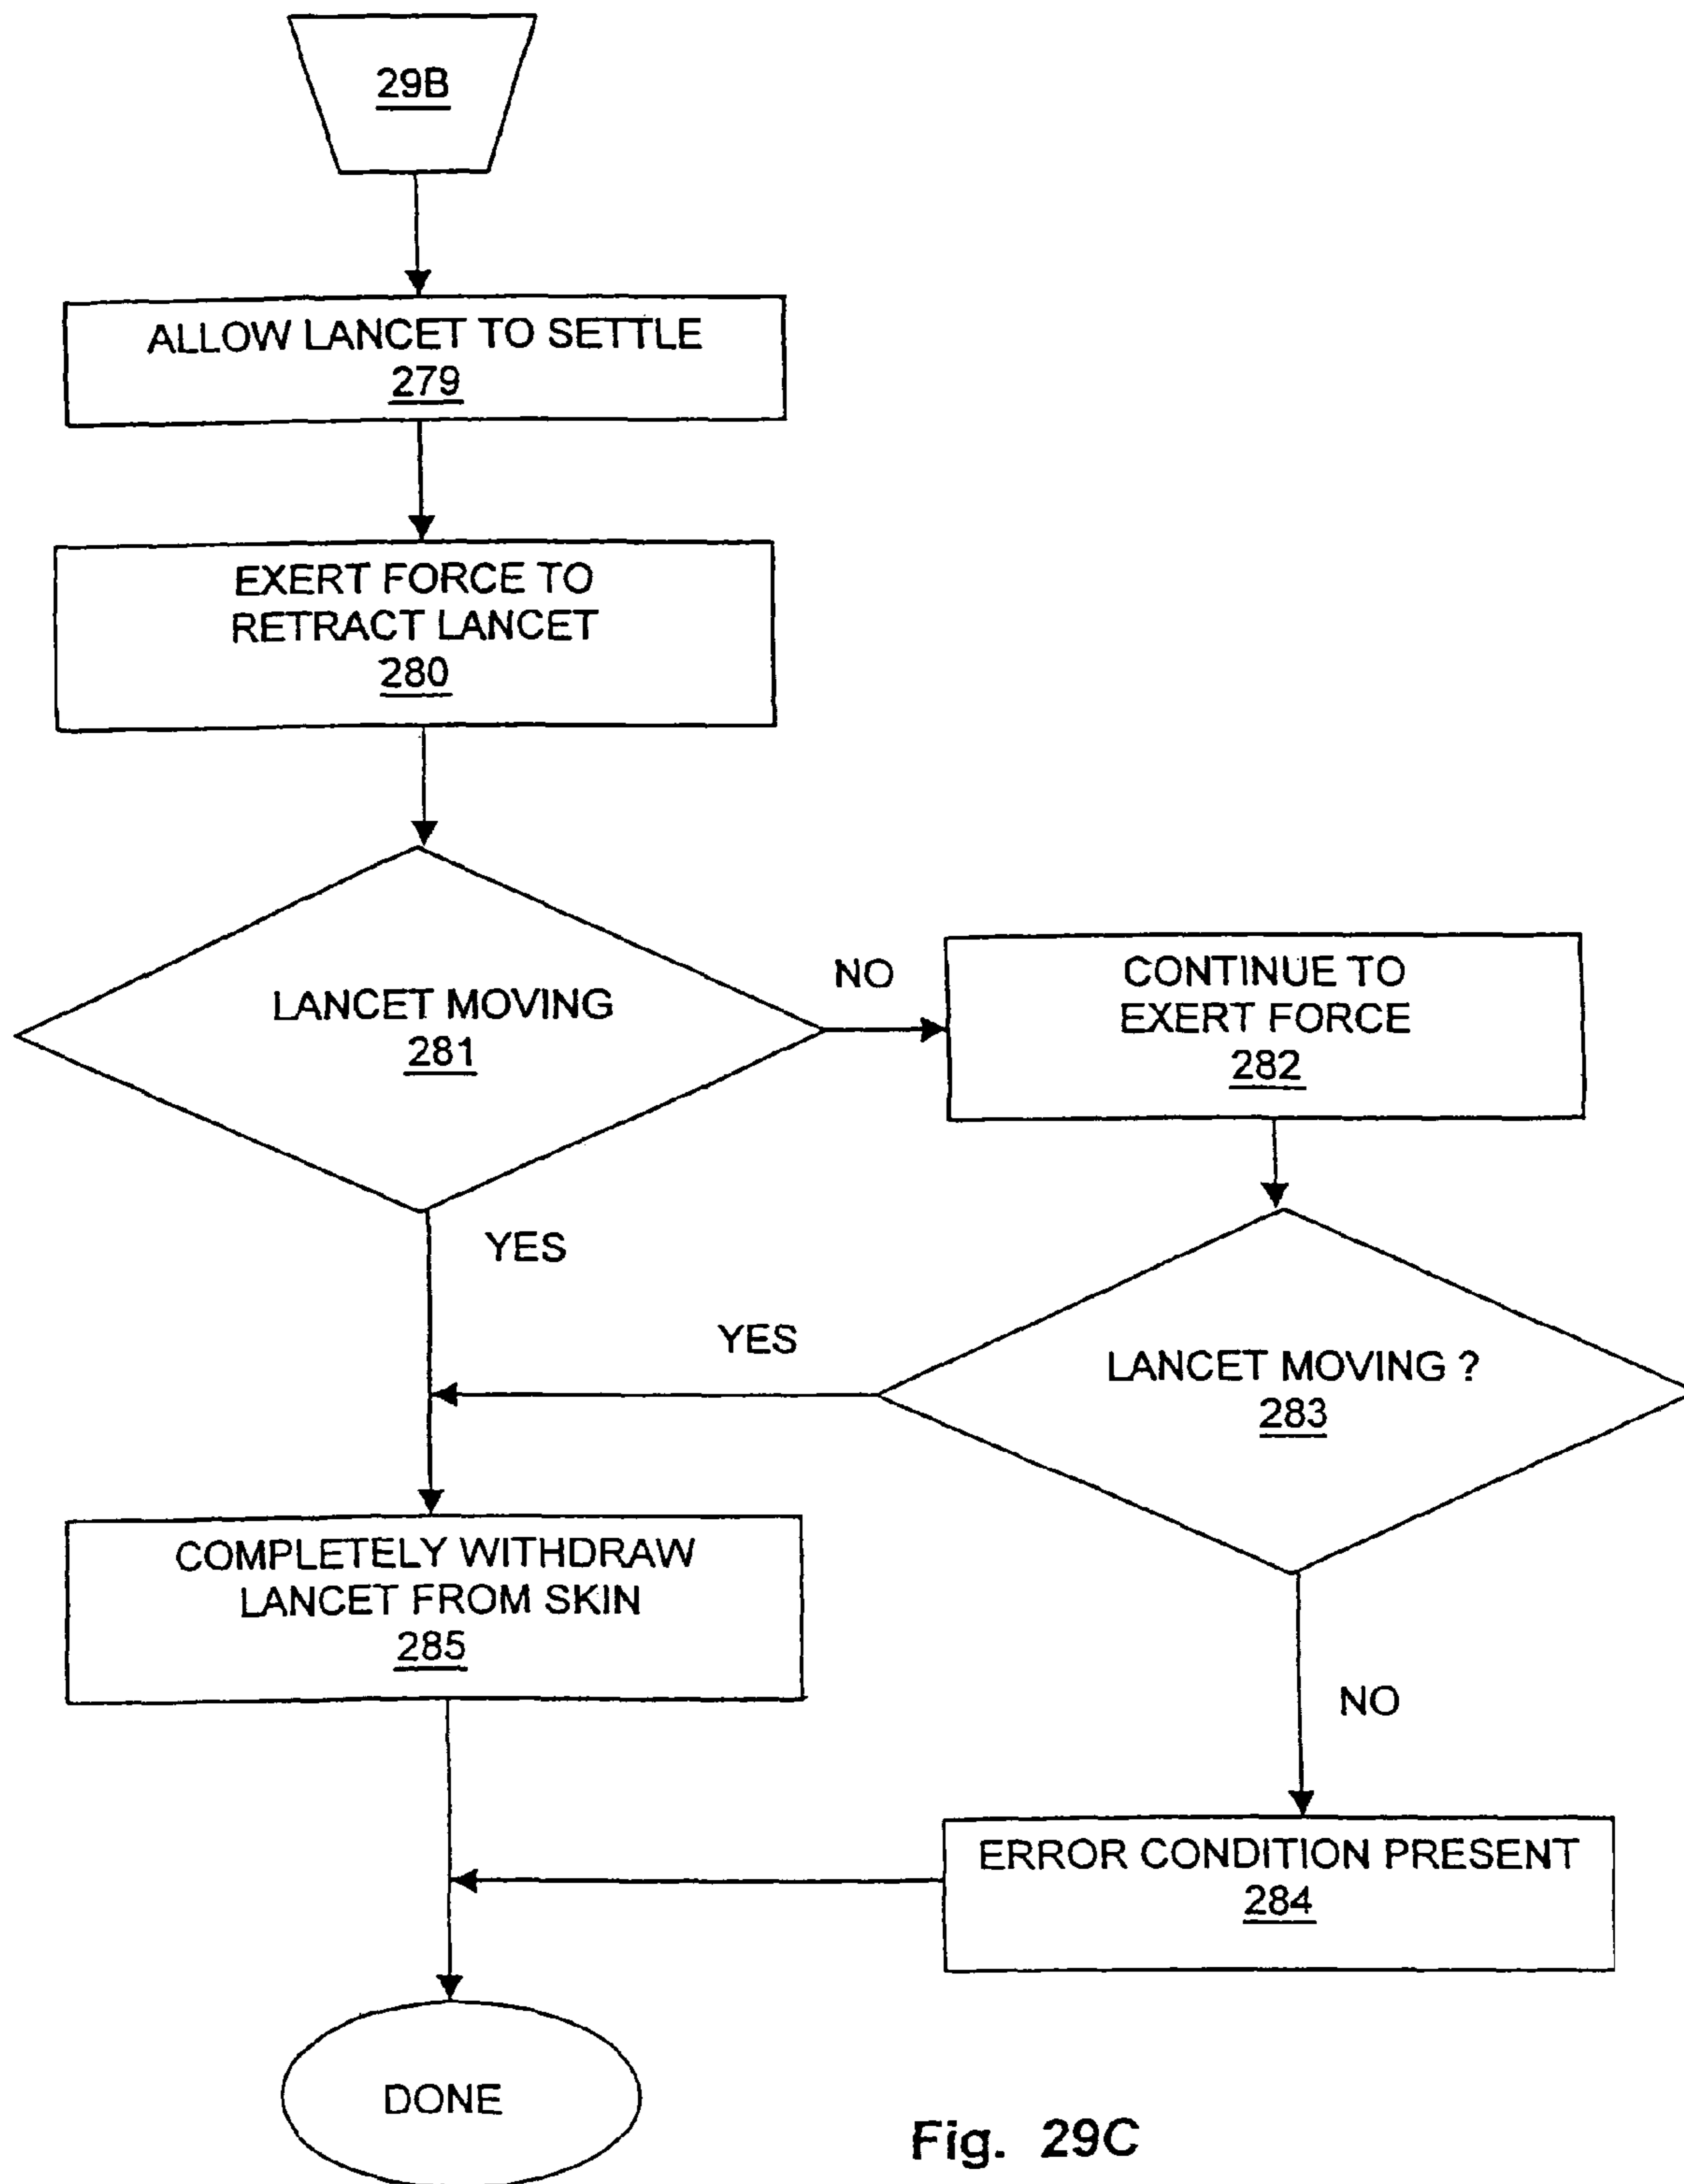 29B
ALLOW LANCET TO SETTLE
279
EXERT FORCE TO
RETRACT LANCET
280
LANCET MOVING
281
NO
CONTINUE TO
EXERT FORCE
282
YES
YES
LANCET MOVING ?
283
COMPLETELY WITHDRAW
LANCET FROM SKIN
285
NO
ERROR CONDITION PRESENT
284
DONE
Fig. 29C